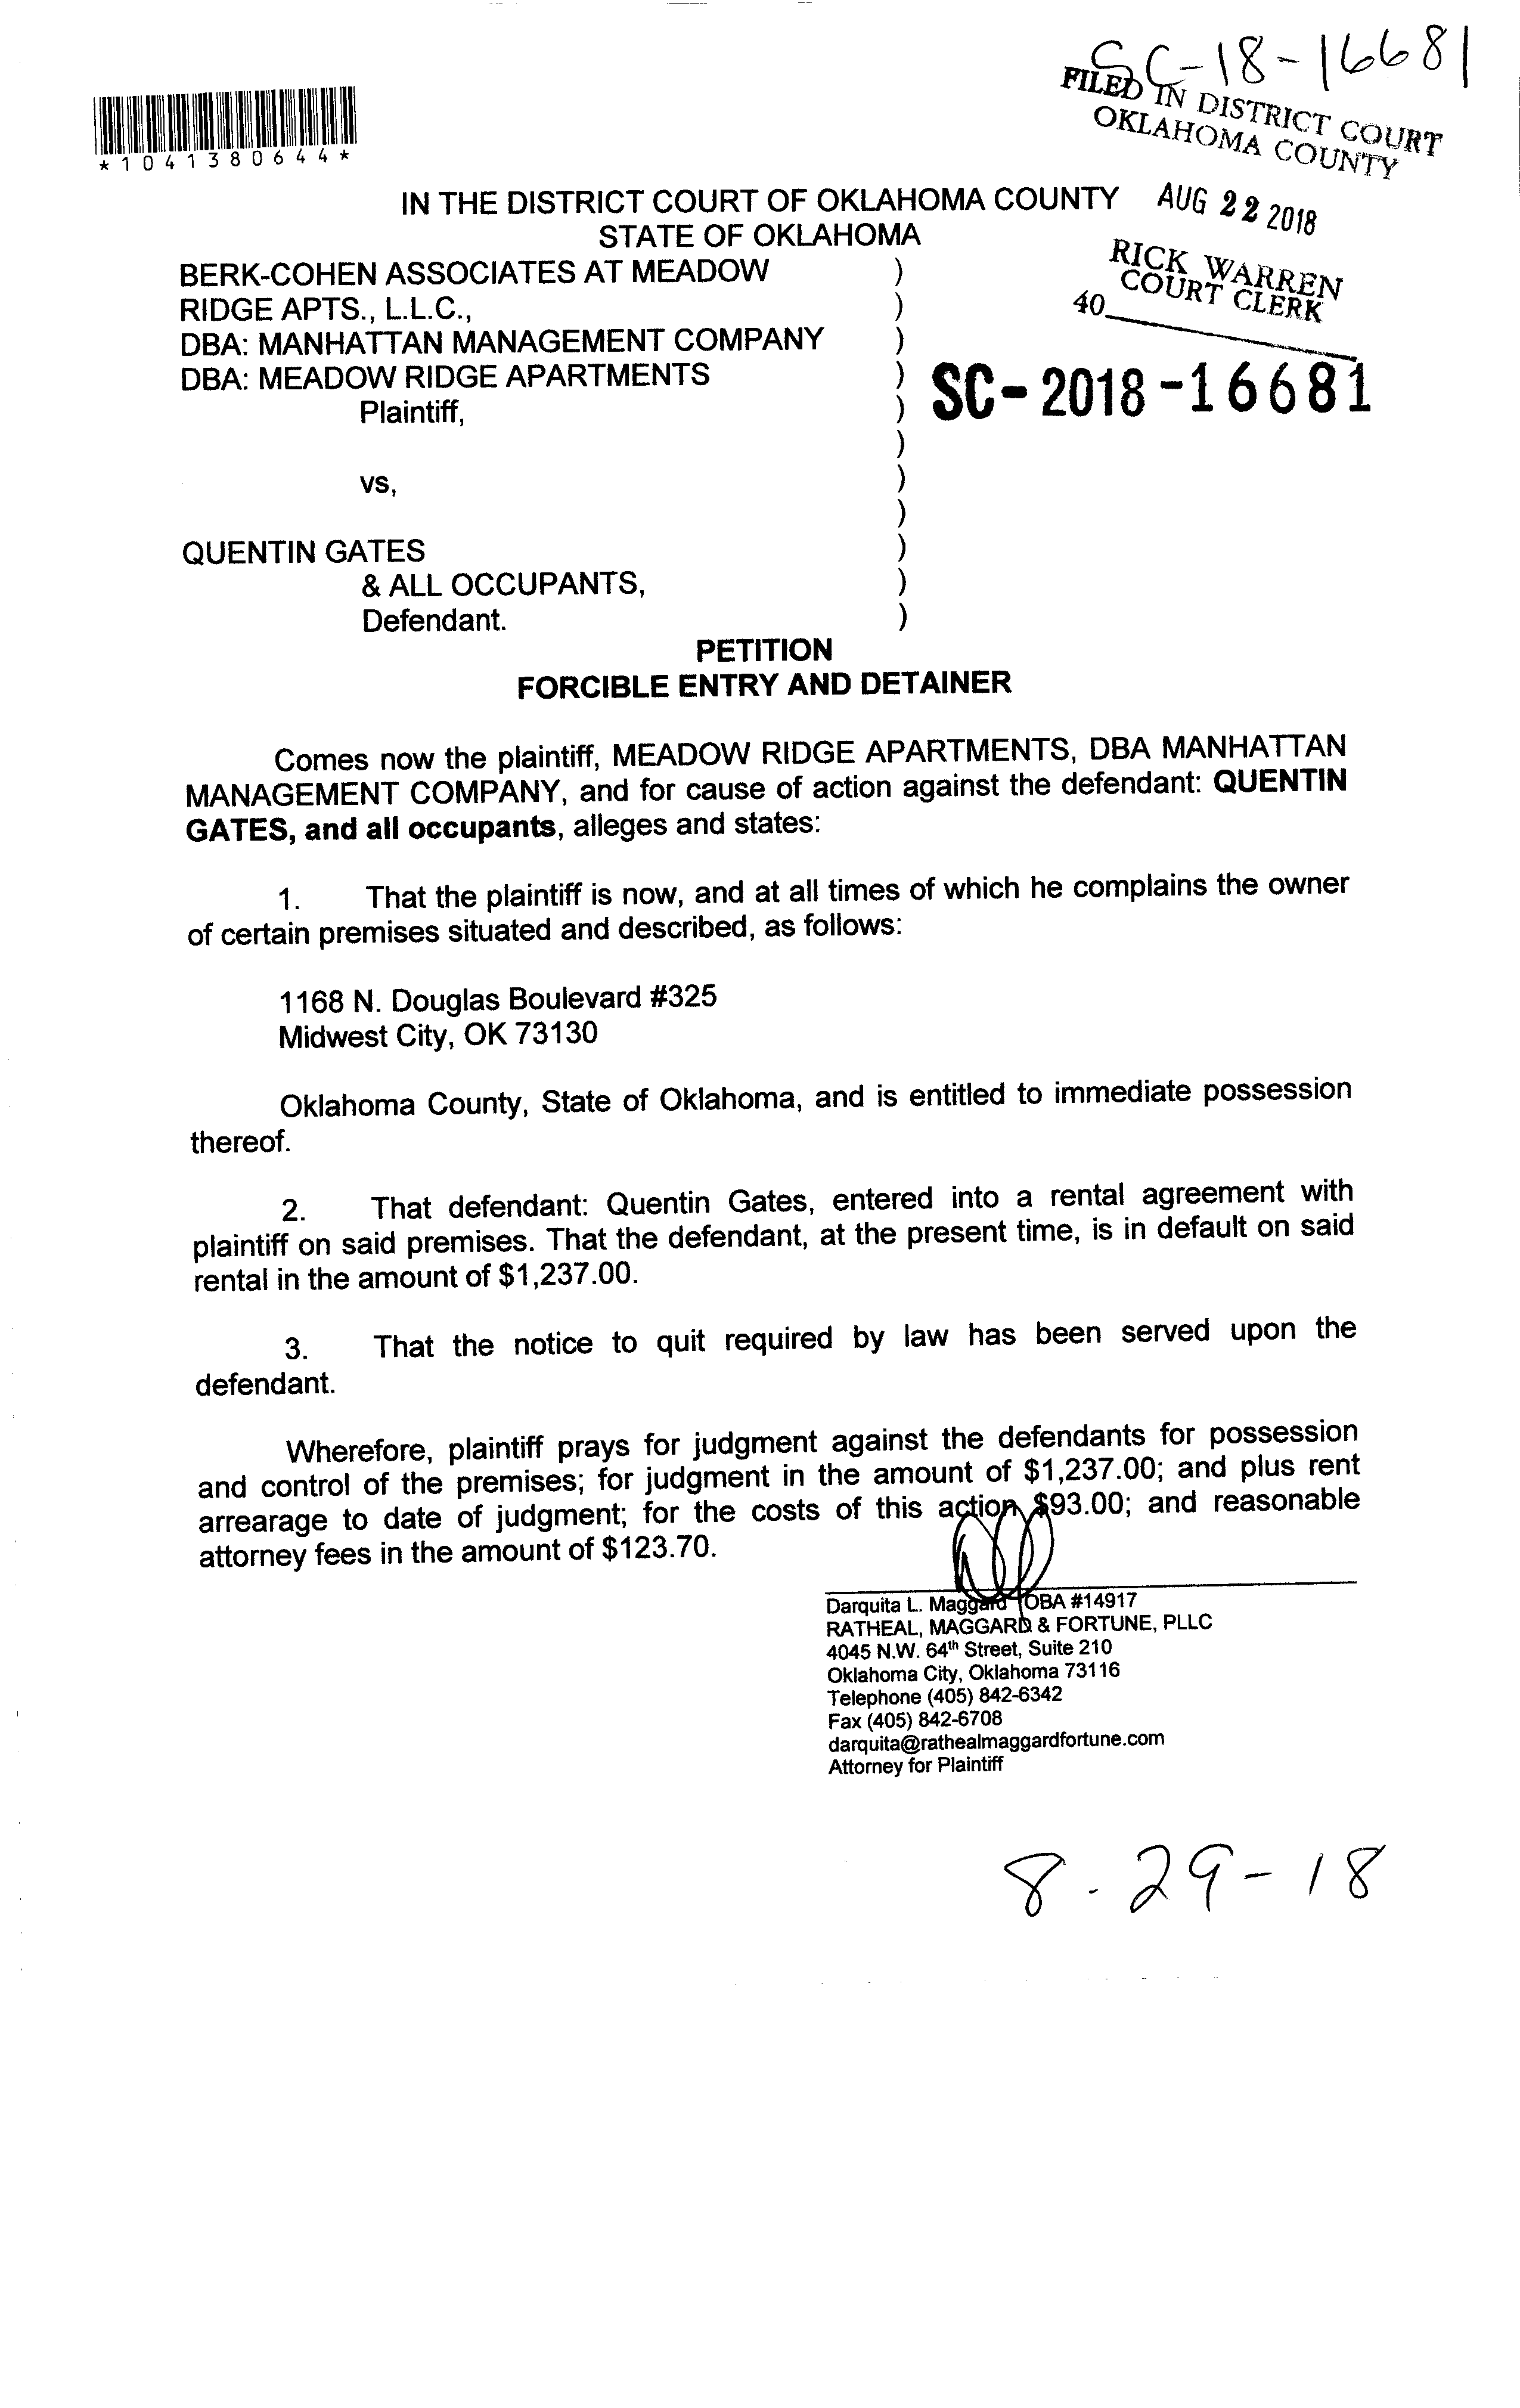 SC-18-16681
FILED IN DISTRICT COURT
OKLAHOMA COUNTY
*1041380644*
IN THE DISTRICT COURT OF OKLAHOMA COUNTY
AUG 22 2018
STATE OF OKLAHOMA
RICK WARREN
COURT CLERK
40
BERK-COHEN ASSOCIATES AT MEADOW )
RIDGE APTS., L.L.C., )
DBA: MANHATTAN MANAGEMENT COMPANY )
DBA: MEADOW RIDGE APARTMENTS )
SC-2018-16681
Plaintiff, )
)
vs, )
)
QUENTIN GATES )
& ALL OCCUPANTS, )
Defendant. )
PETITION
FORCIBLE ENTRY AND DETAINER
Comes now the plaintiff, MEADOW RIDGE APARTMENTS, DBA MANHATTAN
MANAGEMENT COMPANY, and for cause of action against the defendant: QUENTIN
GATES, and all occupants, alleges and states:
1. That the plaintiff is now, and at all times of which he complains the owner
of certain premises situated and described, as follows:
1168 N. Douglas Boulevard #325
Midwest City, OK 73130
Oklahoma County, State of Oklahoma, and is entitled to immediate possession
thereof.
2. That defendant: Quentin Gates, entered into a rental agreement with
plaintiff on said premises. That the defendant, at the present time, is in default on said
rental in the amount of $1,237.00.
3. That the notice to quit required by law has been served upon the
defendant.
Wherefore, plaintiff prays for judgment against the defendants for possession
and control of the premises; for judgment in the amount of $1,237.00; and plus rent
arrearage to date of judgment; for the costs of this action $93.00; and reasonable
attorney fees in the amount of $123.70.
Darquita L. Maggard OBA #14917
RATHEAL, MAGGARD & FORTUNE, PLLC
4045 N.W. 64th Street, Suite 210
Oklahoma City, Oklahoma 73116
Telephone (405) 842-6342
Fax (405) 842-6708
darquita@rathealmaggardfortune.com
Attorney for Plaintiff
8-29-18